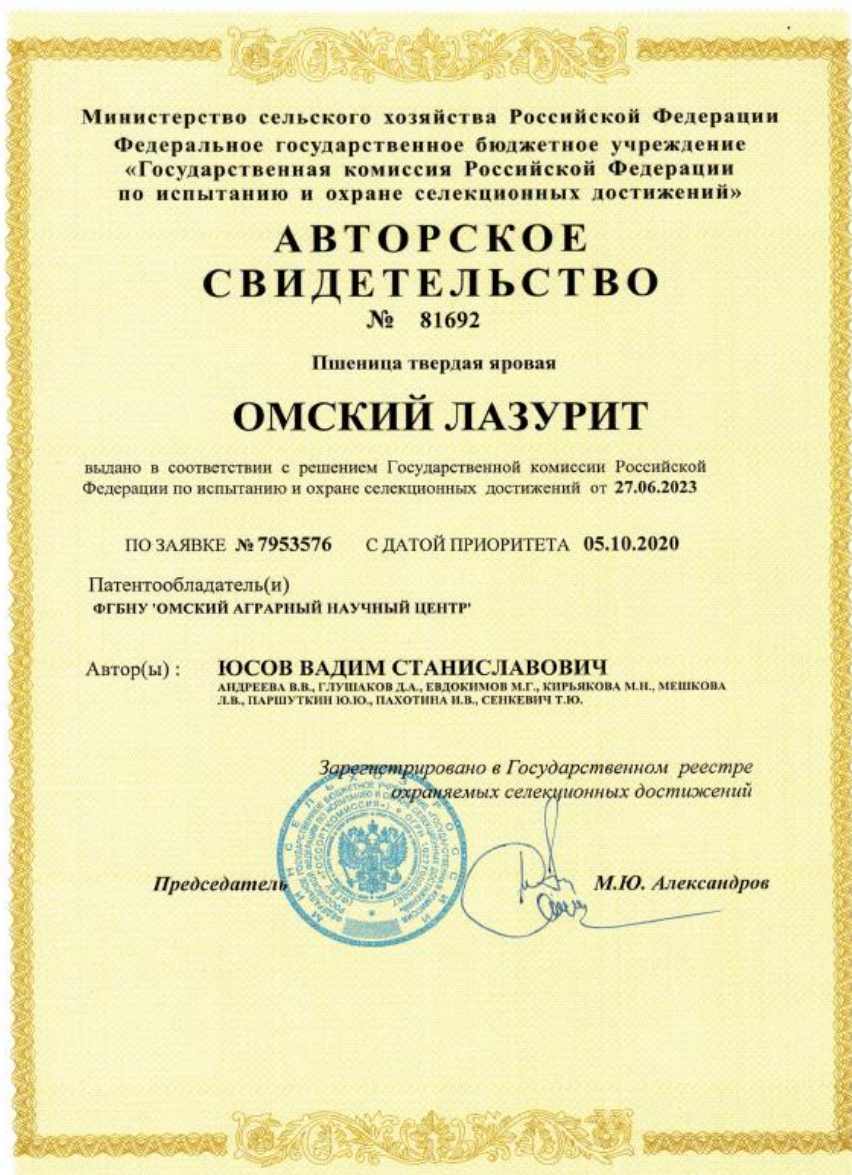 Министерство сельского хозяйства Российской Федерации
Федеральное государственное бюджетное учреждение
«Государственная комиссия Российской Федерации
по испытанию и охране селекционных достижений»
АВТОРСКОЕ
СВИДЕТЕЛЬСТВО
№ 81692
Пшеница твердая яровая
ОМСКИЙ ЛАЗУРИТ
выдано в соответствии с решением Государственной комиссии Российской
Федерации по испытанию и охране селекционных достижений от 27.06.2023
ПО ЗАЯВКЕ № 7953576 С ДАТОЙ ПРИОРИТЕТА 05.10.2020
Патентообладатель(и)
ФГБНУ 'ОМСКИЙ АГРАРНЫЙ НАУЧНЫЙ ЦЕНТР'
Автор(ы) : ЮСОВ ВАДИМ СТАНИСЛАВОВИЧ
АНДРЕЕВА В.В., ГЛУШАКОВ Д.А., ЕВДОКИМОВ М.Г., КИРЬЯКОВА М.Н., МЕШКОВА
Л.В., ПАРШУТКИН Ю.Ю., ПАХОТИНА И.В., СЕНКЕВИЧ Т.Ю.
Зарегистрировано в Государственном реестре
охраняемых селекционных достижений
Председатель М.Ю. Александров
МИНСЕЛЬХОЗ РОССИИ